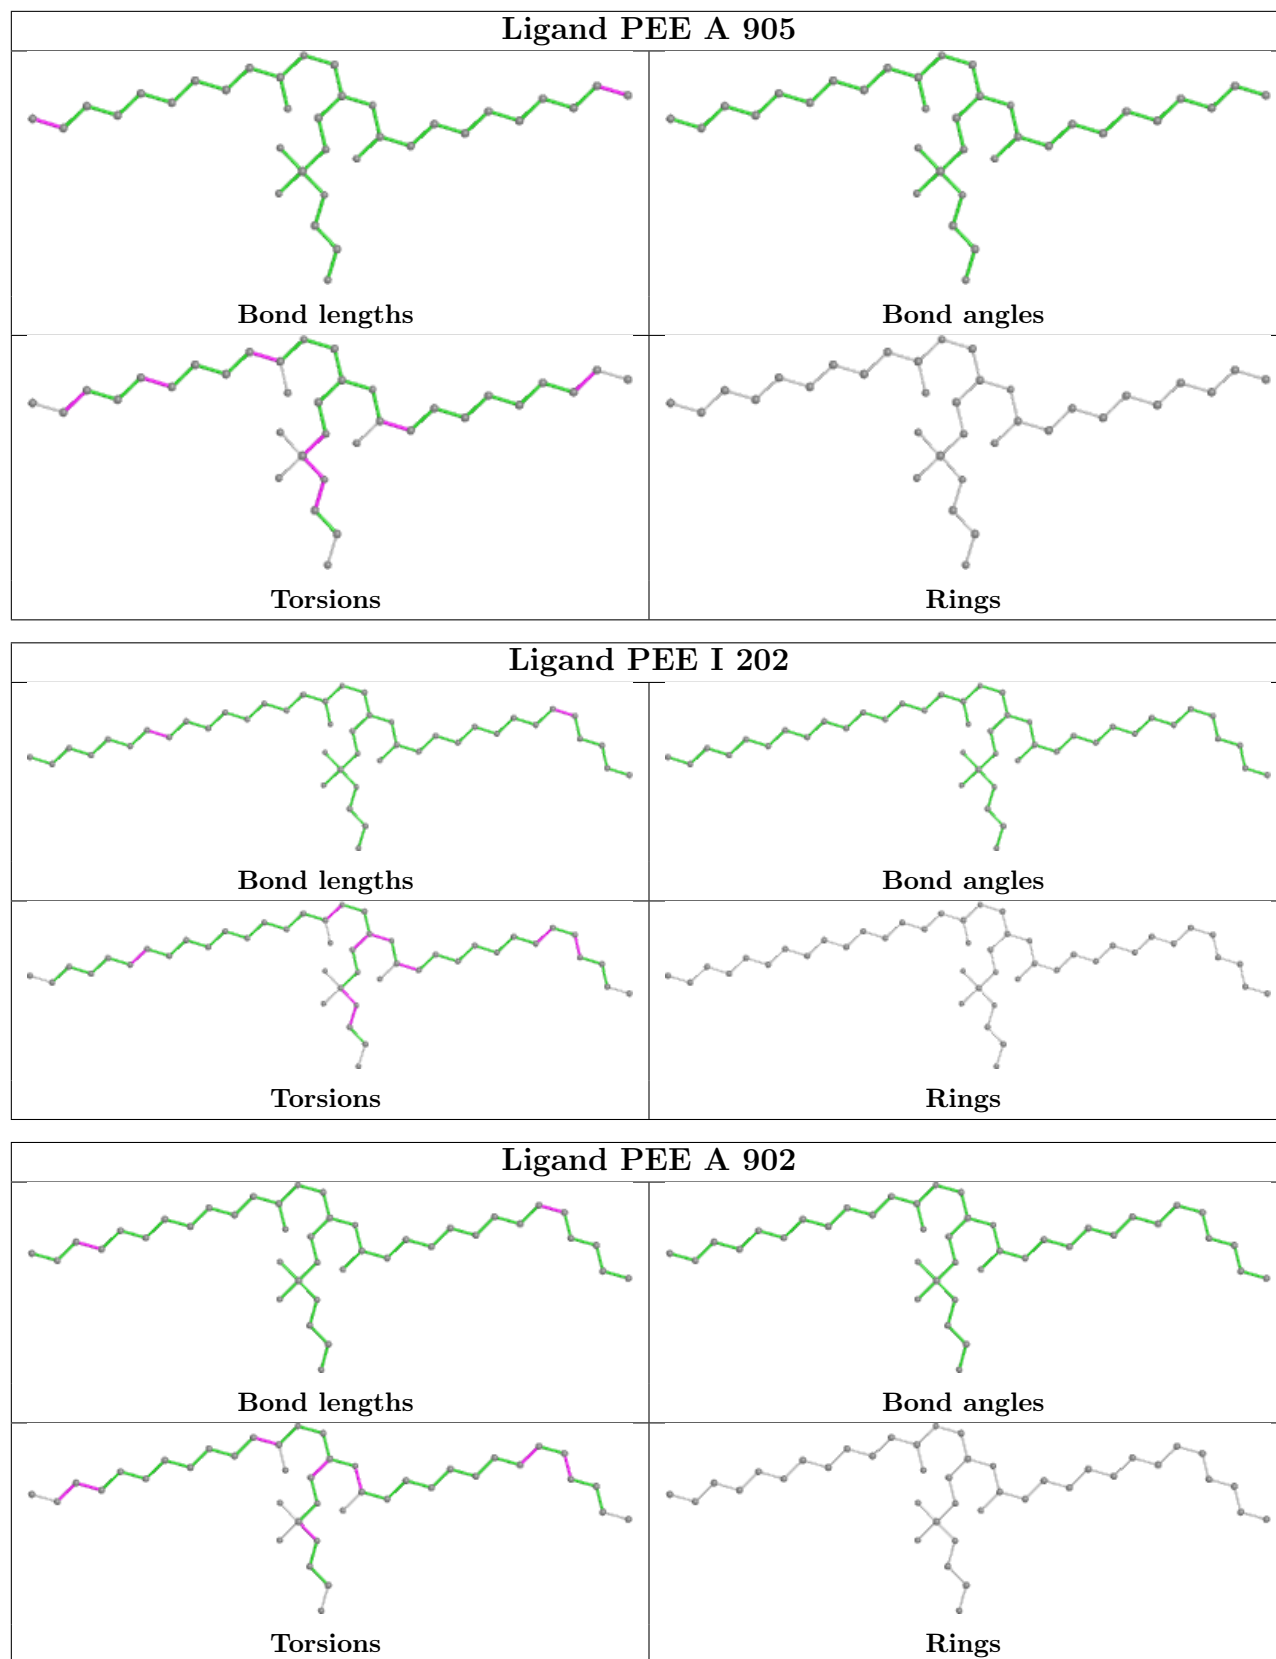 Ligand PEE A 905
Bond lengths
Bond angles
Torsions
Rings
Ligand PEE I 202
Bond lengths
Bond angles
Torsions
Rings
Ligand PEE A 902
Bond lengths
Bond angles
Torsions
Rings